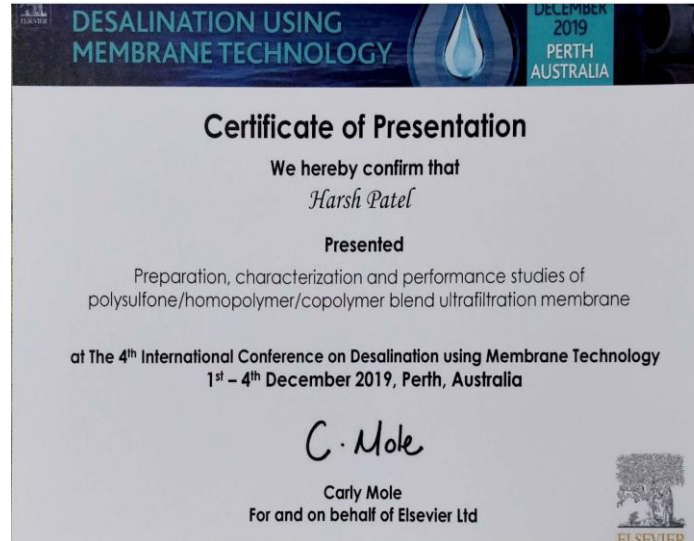 ELSEVIER
DESALINATION USING
MEMBRANE TECHNOLOGY
DECEMBER
2019
PERTH
AUSTRALIA
Certificate of Presentation
We hereby confirm that
Harsh Patel
Presented
Preparation, characterization and performance studies of
polysulfone/homopolymer/copolymer blend ultrafiltration membrane
at The 4th International Conference on Desalination using Membrane Technology
1st – 4th December 2019, Perth, Australia
C. Mole
Carly Mole
For and on behalf of Elsevier Ltd
ELSEVIER